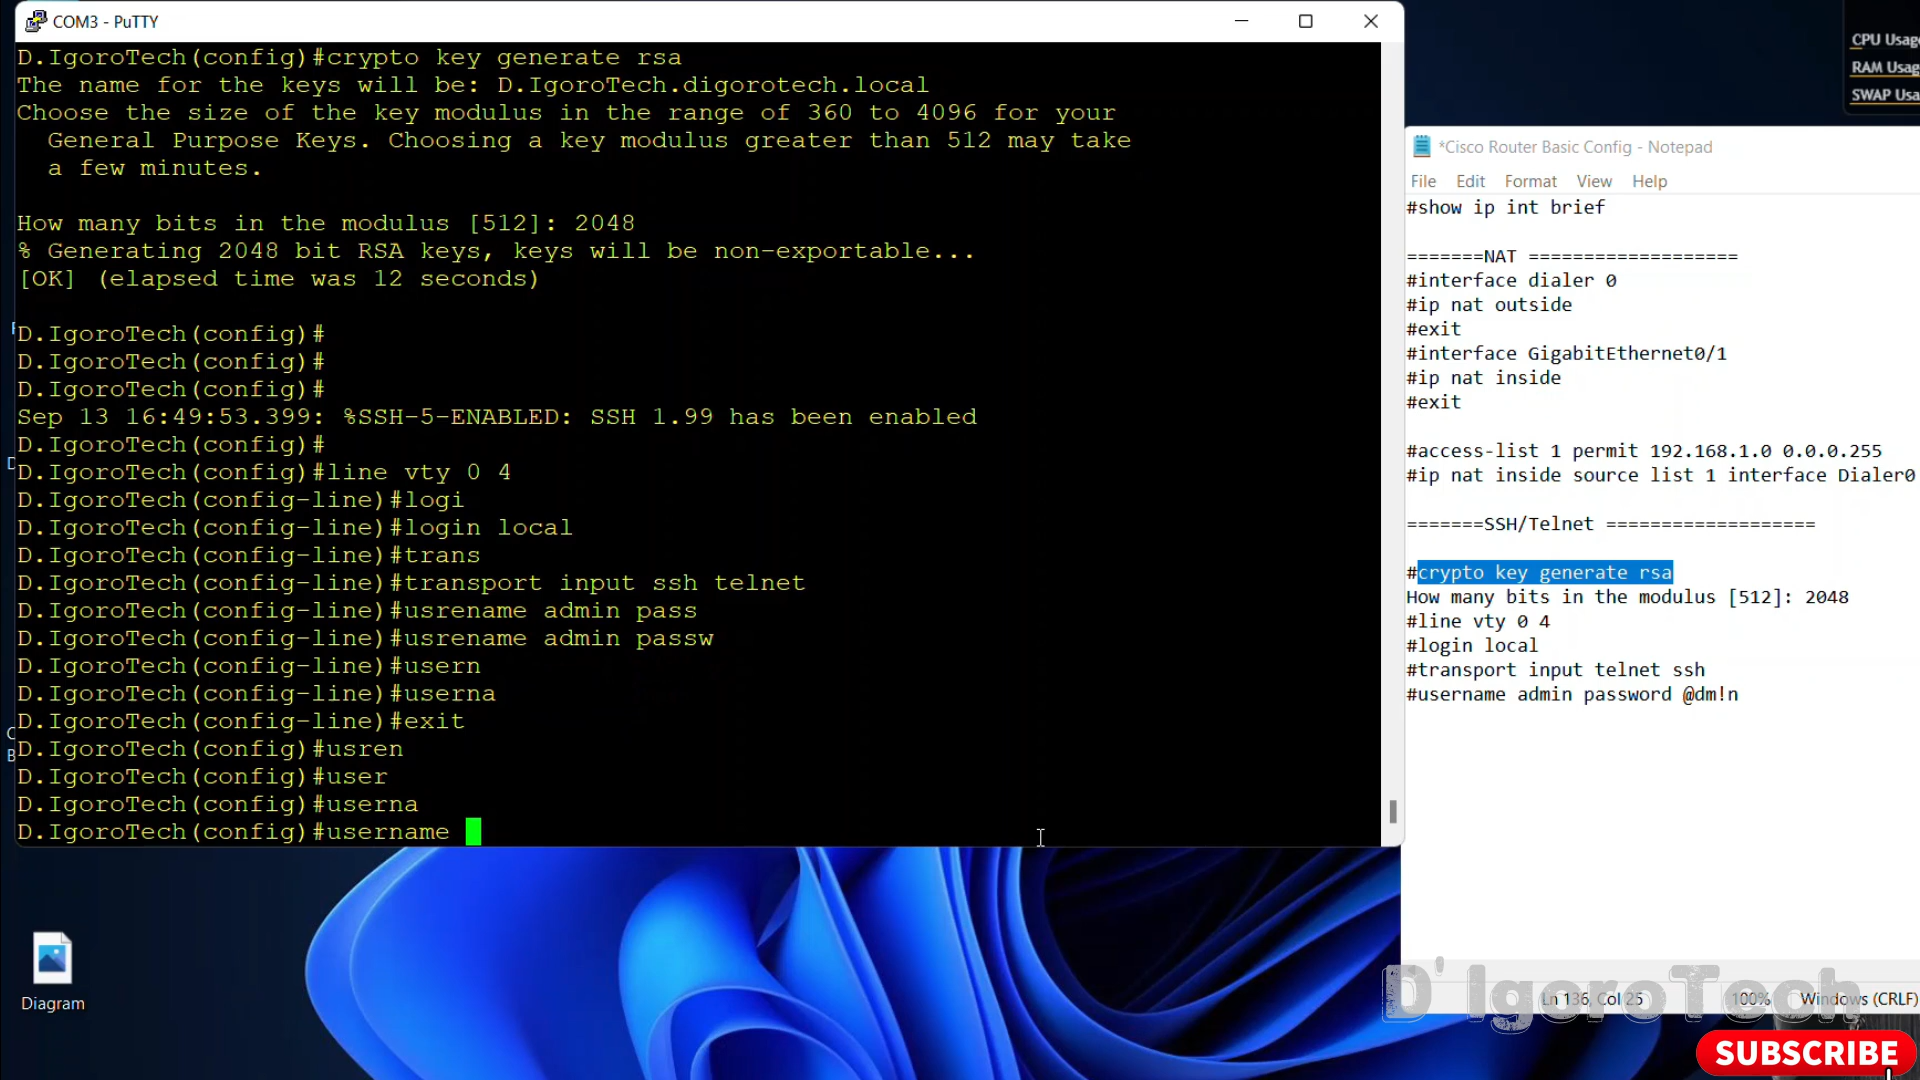 COM3 - PuTTY
D.IgoroTech(config)#crypto key generate rsa
The name for the keys will be: D.IgoroTech.digorotech.local
Choose the size of the key modulus in the range of 360 to 4096 for your
General Purpose Keys. Choosing a key modulus greater than 512 may take
a few minutes.
How many bits in the modulus [512]: 2048
% Generating 2048 bit RSA keys, keys will be non-exportable...
[OK] (elapsed time was 12 seconds)
D.IgoroTech(config)#
D.IgoroTech(config)#
D.IgoroTech(config)#
Sep 13 16:49:53.399: %SSH-5-ENABLED: SSH 1.99 has been enabled
D.IgoroTech(config)#
D.IgoroTech(config)#line vty 0 4
D.IgoroTech(config-line)#logi
D.IgoroTech(config-line)#login local
D.IgoroTech(config-line)#trans
D.IgoroTech(config-line)#transport input ssh telnet
D.IgoroTech(config-line)#usrename admin pass
D.IgoroTech(config-line)#usrename admin passw
D.IgoroTech(config-line)#usern
D.IgoroTech(config-line)#userna
D.IgoroTech(config-line)#exit
D.IgoroTech(config)#usren
D.IgoroTech(config)#user
D.IgoroTech(config)#userna
D.IgoroTech(config)#username
Diagram
CPU Usag
RAM Usag
SWAP Usa
*Cisco Router Basic Config - Notepad
File Edit Format View Help
#show ip int brief
=======NAT ===================
#interface dialer 0
#ip nat outside
#exit
#interface GigabitEthernet0/1
#ip nat inside
#exit
#access-list 1 permit 192.168.1.0 0.0.0.255
#ip nat inside source list 1 interface Dialer0
=======SSH/Telnet ===================
#crypto key generate rsa
How many bits in the modulus [512]: 2048
#line vty 0 4
#login local
#transport input telnet ssh
#username admin password @dm!n
D' IgoroTech
Ln 136, Col 25 100% Windows (CRLF)
SUBSCRIBE